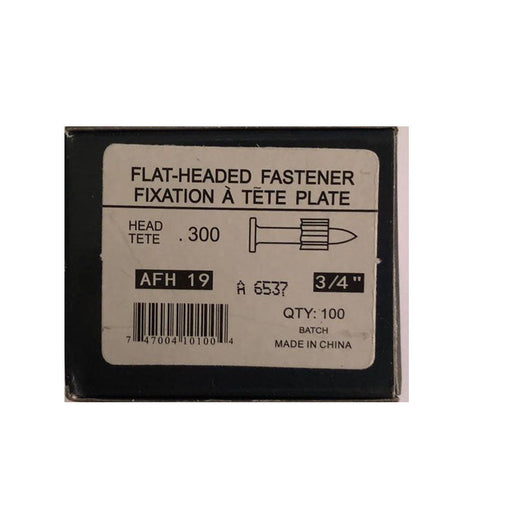 FLAT-HEADED FASTENER
FIXATION À TÊTE PLATE
HEAD
TETE .300
AFH 19 A 6537 3/4"
QTY: 100
BATCH
MADE IN CHINA
7 47004 10100 4